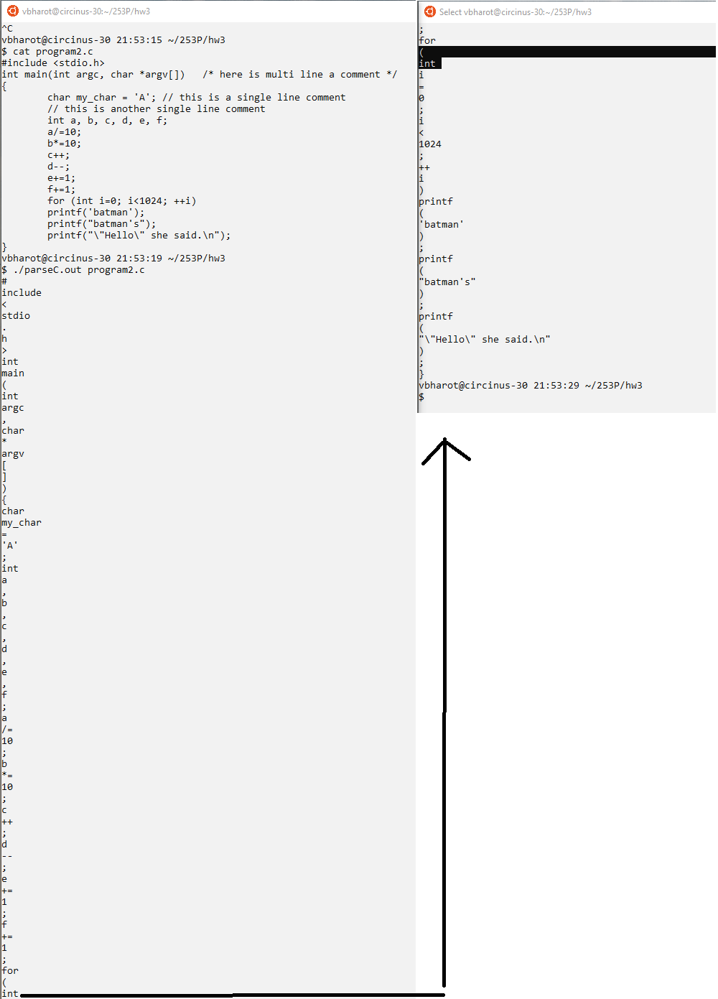 vbharot@circinus-30:~/253P/hw3
^C
vbharot@circinus-30 21:53:15 ~/253P/hw3
$ cat program2.c
#include <stdio.h>
int main(int argc, char *argv[])   /* here is multi line a comment */
{
        char my_char = 'A'; // this is a single line comment
        // this is another single line comment
        int a, b, c, d, e, f;
        a/=10;
        b*=10;
        c++;
        d--;
        e+=1;
        f+=1;
        for (int i=0; i<1024; ++i)
        printf('batman');
        printf("batman's");
        printf("\"Hello\" she said.\n");
}
vbharot@circinus-30 21:53:19 ~/253P/hw3
$ ./parseC.out program2.c
#
include
<
stdio
.
h
>
int
main
(
int
argc
,
char
*
argv
[
]
)
{
char
my_char
=
'A'
;
int
a
,
b
,
c
,
d
,
e
,
f
;
a
/=
10
;
b
*=
10
;
c
++
;
d
--
;
e
+=
1
;
f
+=
1
;
for
(
int
Select vbharot@circinus-30:~/253P/hw3
;
for
(
int
i
=
0
;
i
<
1024
;
++
i
)
printf
(
'batman'
)
;
printf
(
"batman's"
)
;
printf
(
"\"Hello\" she said.\n"
)
;
}
vbharot@circinus-30 21:53:29 ~/253P/hw3
$